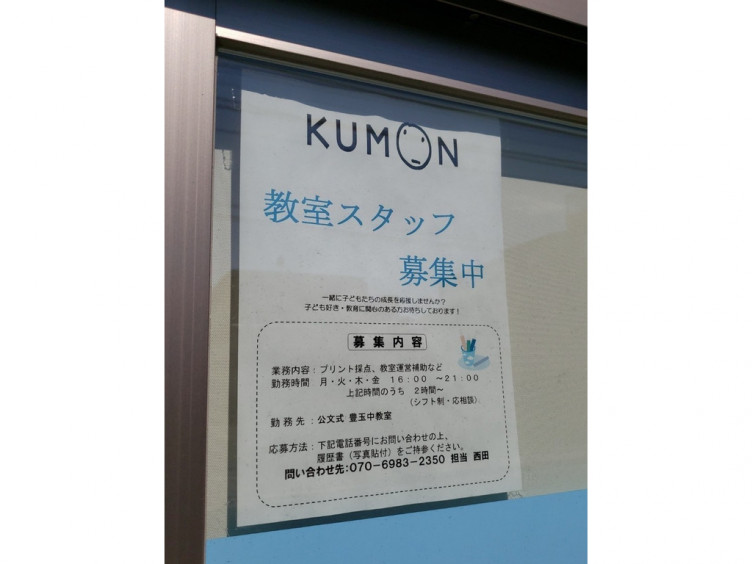 KUMON
教室スタッフ
募集中
一緒に子どもたちの成長を応援しませんか?
子ども好き・教育に関心のある方お待ちしております!
募集内容
業務内容:プリント採点、教室運営補助など
勤務時間 月・火・木・金 16:00 ~21:00
上記時間のうち 2時間~
(シフト制・応相談)
勤務先:公文式 豊玉中教室
応募方法:下記電話番号にお問い合わせの上、
履歴書(写真貼付)をご持参ください。
問い合わせ先:070-6983-2350 担当 西田